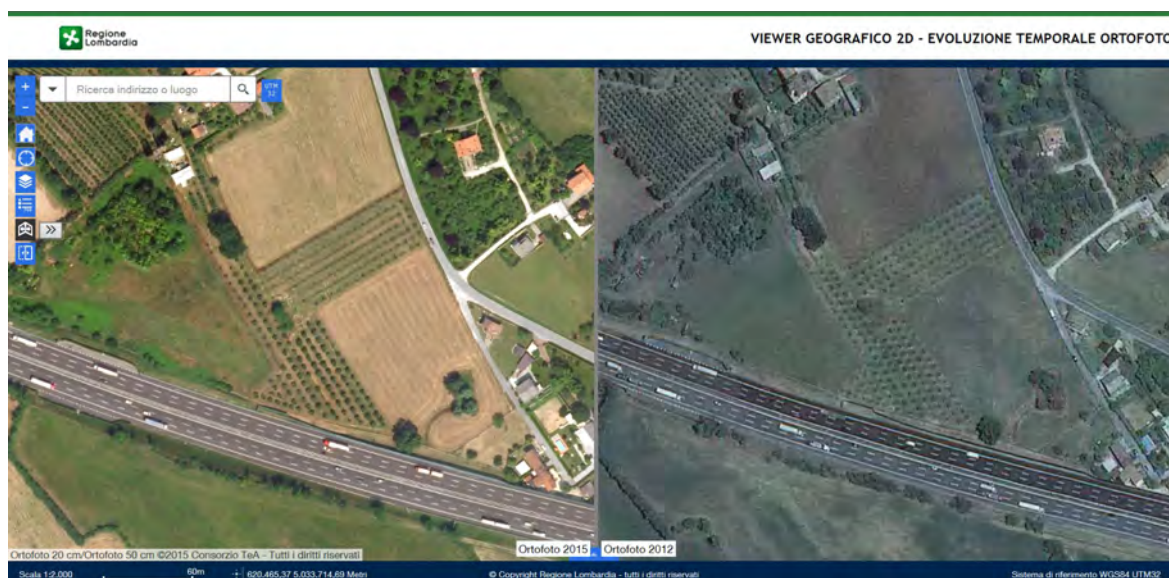 Regione
Lombardia
VIEWER GEOGRAFICO 2D - EVOLUZIONE TEMPORALE ORTOFOTO
+
Ricerca indirizzo o luogo
UTM
32
−
Ortofoto 20 cm/Ortofoto 50 cm ©2015 Consorzio TeA - Tutti i diritti riservati
Ortofoto 2015
Ortofoto 2012
Scala 1:2.000
60m
620.465,37 5.033.714,69 Metri
© Copyright Regione Lombardia - tutti i diritti riservati
Sistema di riferimento WGS84 UTM32